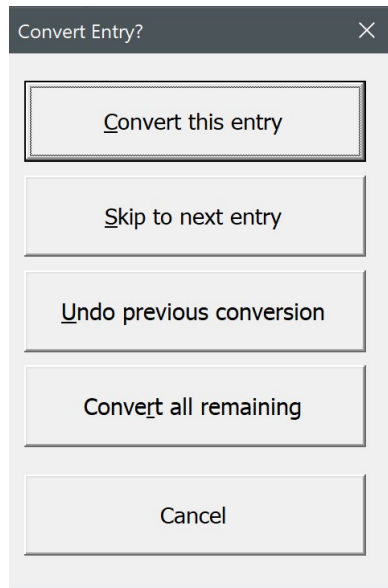 Convert Entry?
Convert this entry
Skip to next entry
Undo previous conversion
Convert all remaining
Cancel